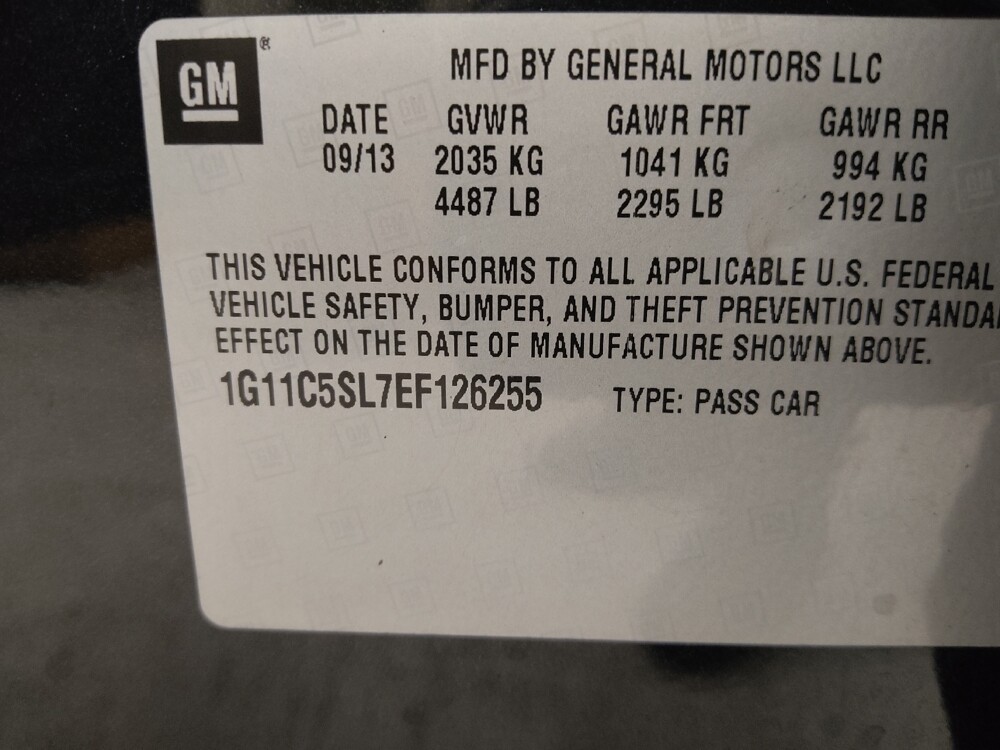 GM®
MFD BY GENERAL MOTORS LLC
DATE GVWR GAWR FRT GAWR RR
09/13 2035 KG 1041 KG 994 KG
4487 LB 2295 LB 2192 LB
THIS VEHICLE CONFORMS TO ALL APPLICABLE U.S. FEDERAL
VEHICLE SAFETY, BUMPER, AND THEFT PREVENTION STANDA
EFFECT ON THE DATE OF MANUFACTURE SHOWN ABOVE.
1G11C5SL7EF126255 TYPE: PASS CAR